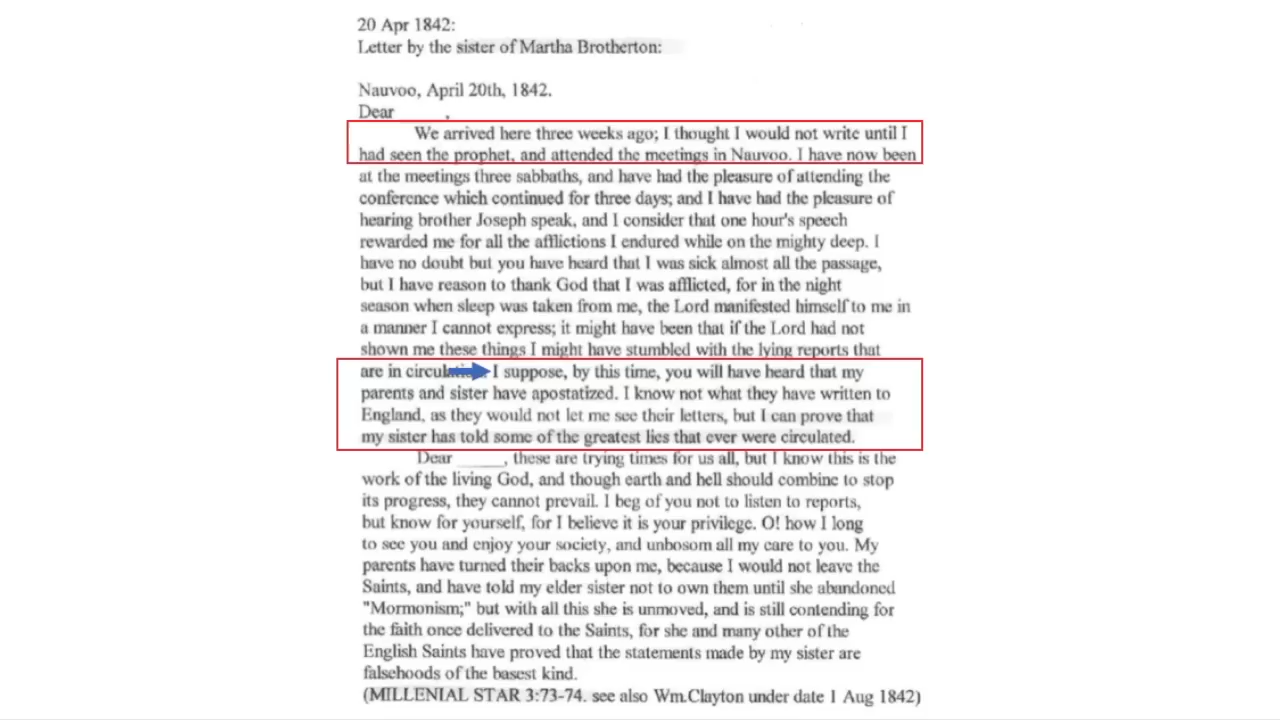 20 Apr 1842:
Letter by the sister of Martha Brotherton:
Nauvoo, April 20th, 1842.
Dear _____,
We arrived here three weeks ago; I thought I would not write until I
had seen the prophet, and attended the meetings in Nauvoo. I have now been
at the meetings three sabbaths, and have had the pleasure of attending the
conference which continued for three days; and I have had the pleasure of
hearing brother Joseph speak, and I consider that one hour's speech
rewarded me for all the afflictions I endured while on the mighty deep. I
have no doubt but you have heard that I was sick almost all the passage,
but I have reason to thank God that I was afflicted, for in the night
season when sleep was taken from me, the Lord manifested himself to me in
a manner I cannot express; it might have been that if the Lord had not
shown me these things I might have stumbled with the lying reports that
are in I suppose, by this time, you will have heard that my
parents and sister have apostatized. I know not what they have written to
England, as they would not let me see their letters, but I can prove that
my sister has told some of the greatest lies that ever were circulated.
Dear _____, these are trying times for us all, but I know this is the
work of the living God, and though earth and hell should combine to stop
its progress, they cannot prevail. I beg of you not to listen to reports,
but know for yourself, for I believe it is your privilege. O! how I long
to see you and enjoy your society, and unbosom all my care to you. My
parents have turned their backs upon me, because I would not leave the
Saints, and have told my elder sister not to own them until she abandoned
"Mormonism;" but with all this she is unmoved, and is still contending for
the faith once delivered to the Saints, for she and many other of the
English Saints have proved that the statements made by my sister are
falsehoods of the basest kind.
(MILLENIAL STAR 3:73-74. see also Wm.Clayton under date 1 Aug 1842)